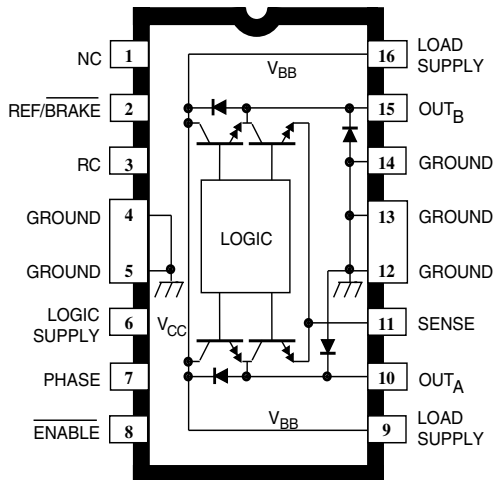 NC 1
REF/BRAKE 2
RC 3
GROUND 4
GROUND 5
LOGIC
SUPPLY 6
PHASE 7
ENABLE 8
VBB
LOGIC
VCC
VBB
16 LOAD
SUPPLY
15 OUTB
14 GROUND
13 GROUND
12 GROUND
11 SENSE
10 OUTA
9 LOAD
SUPPLY